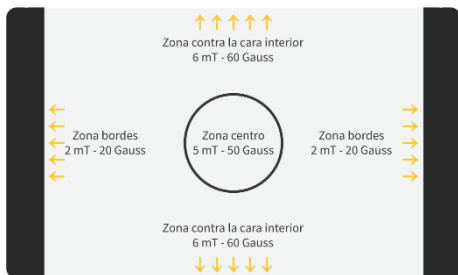 Zona contra la cara interior
6 mT - 60 Gauss
Zona bordes
2 mT - 20 Gauss
Zona centro
5 mT - 50 Gauss
Zona bordes
2 mT - 20 Gauss
Zona contra la cara interior
6 mT - 60 Gauss